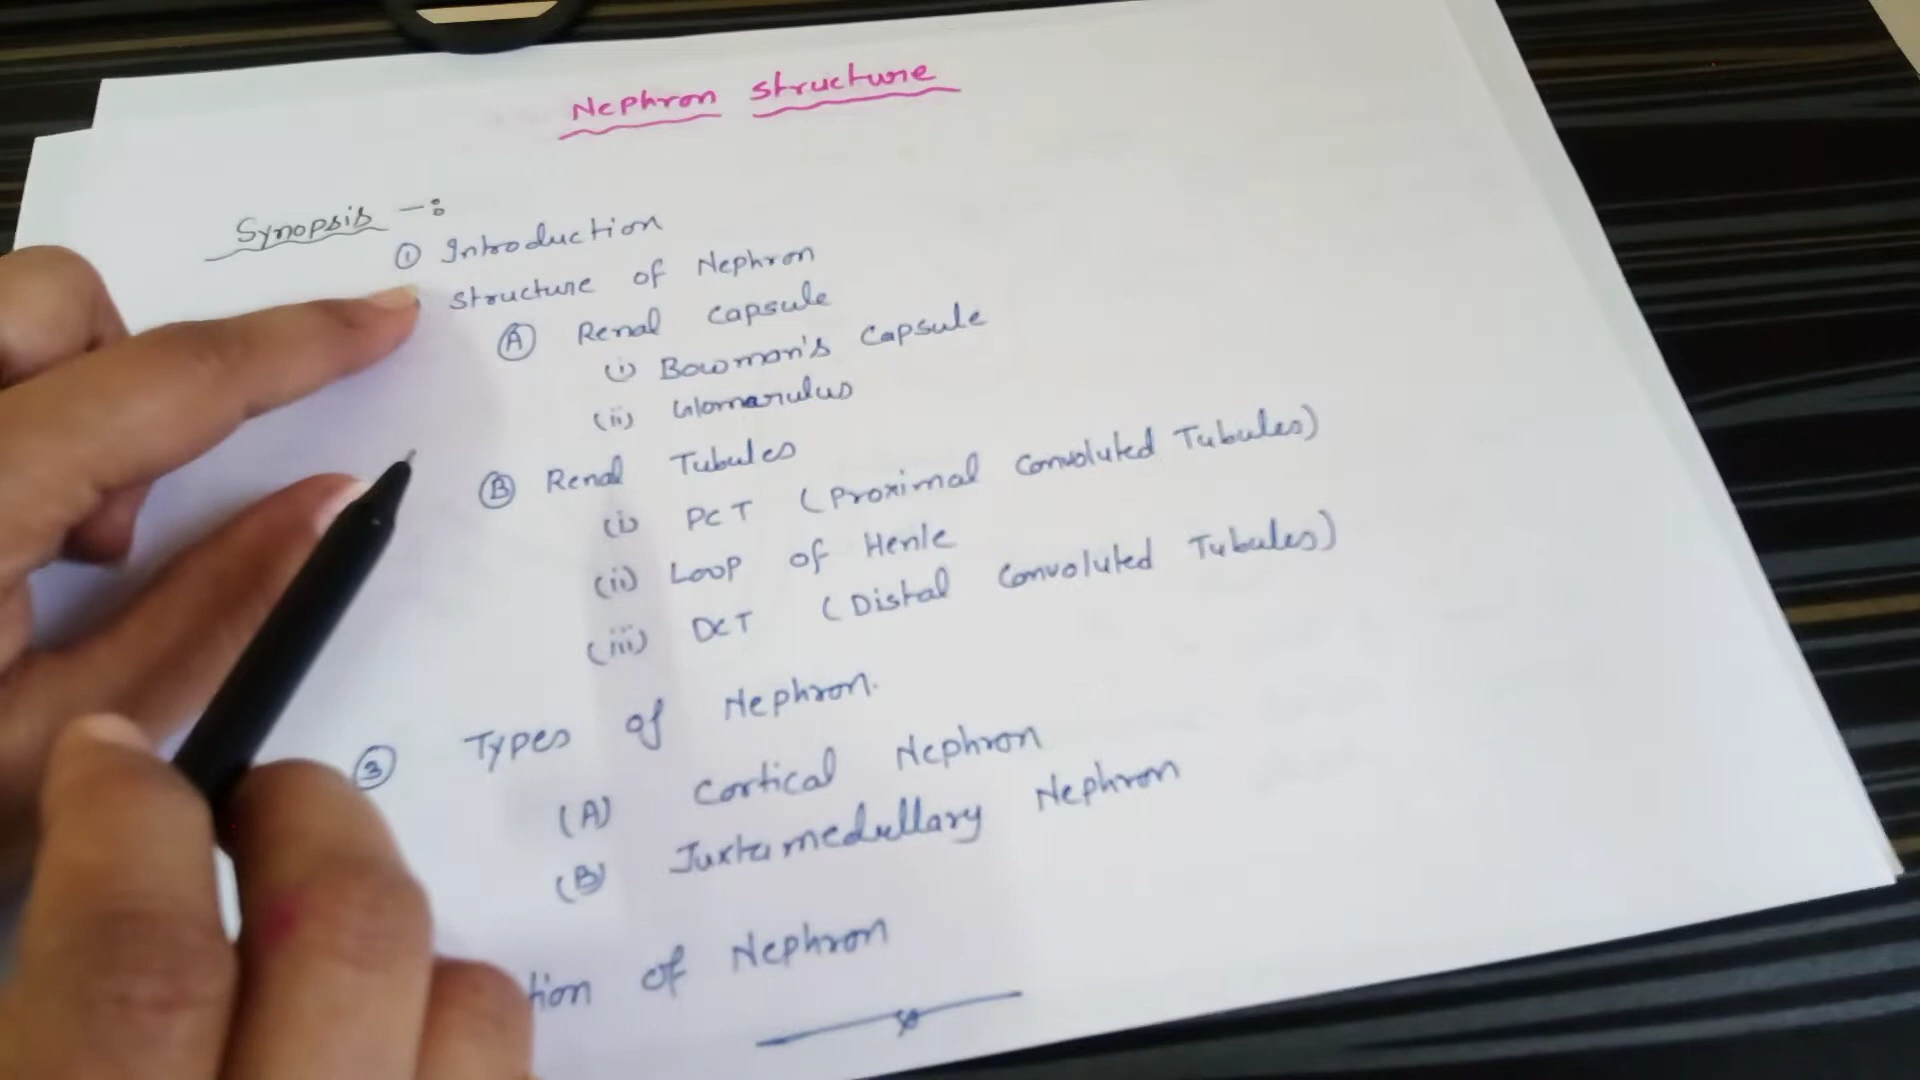 Nephron structure
Synopsis -:
① Introduction
structure of Nephron
Ⓐ Renal capsule
(i) Bowman's capsule
(ii) Glomarulus
Ⓑ Renal Tubules
(i) PCT (Proximal convoluted Tubules)
(ii) Loop of Henle
(iii) DCT (Distal convoluted Tubules)
③ Types of Nephron.
(A) Cortical Nephron
(B) Juxtamedullary Nephron
tion of Nephron